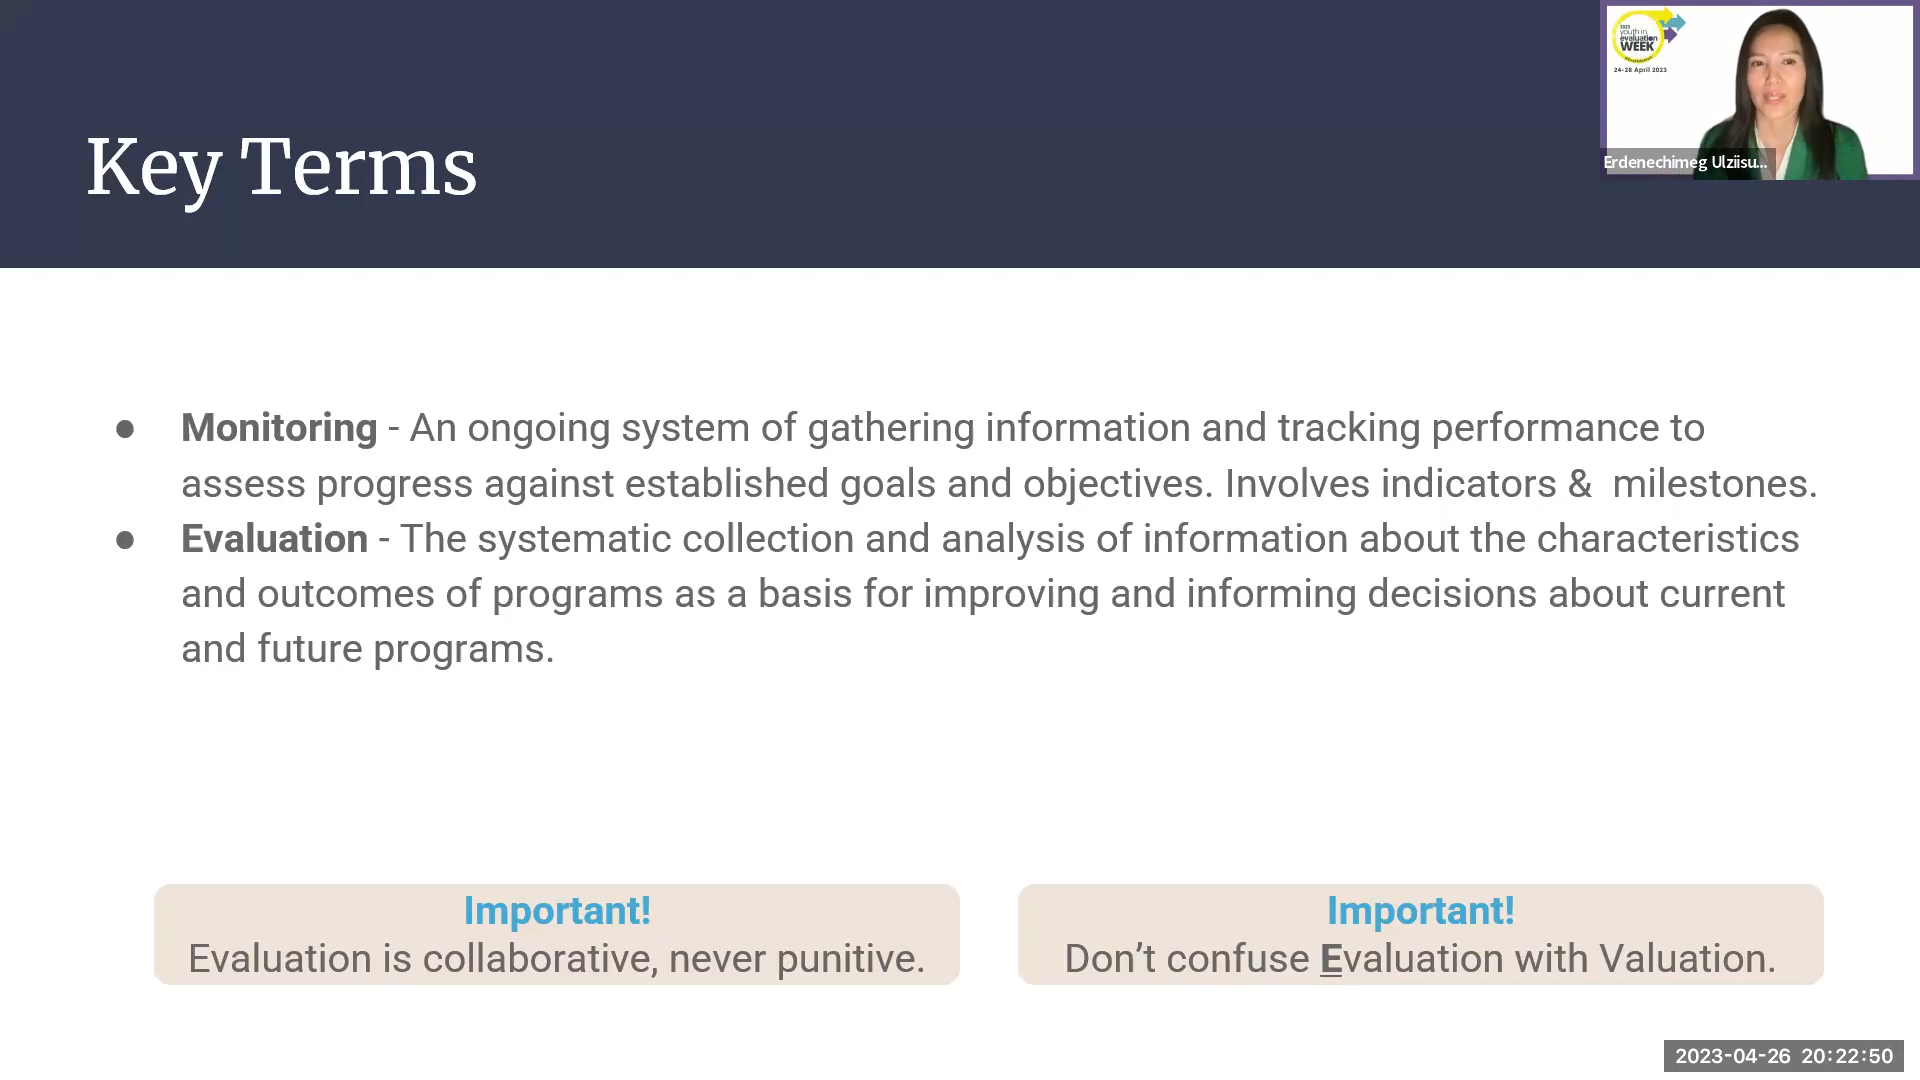 Key Terms
2023
youth in
evaluation
WEEK
24-28 April 2023
Erdenechimeg Ulziisu...
● Monitoring - An ongoing system of gathering information and tracking performance to
assess progress against established goals and objectives. Involves indicators &  milestones.
● Evaluation - The systematic collection and analysis of information about the characteristics
and outcomes of programs as a basis for improving and informing decisions about current
and future programs.
Important!
Evaluation is collaborative, never punitive.
Important!
Don’t confuse Evaluation with Valuation.
2023-04-26 20:22:50